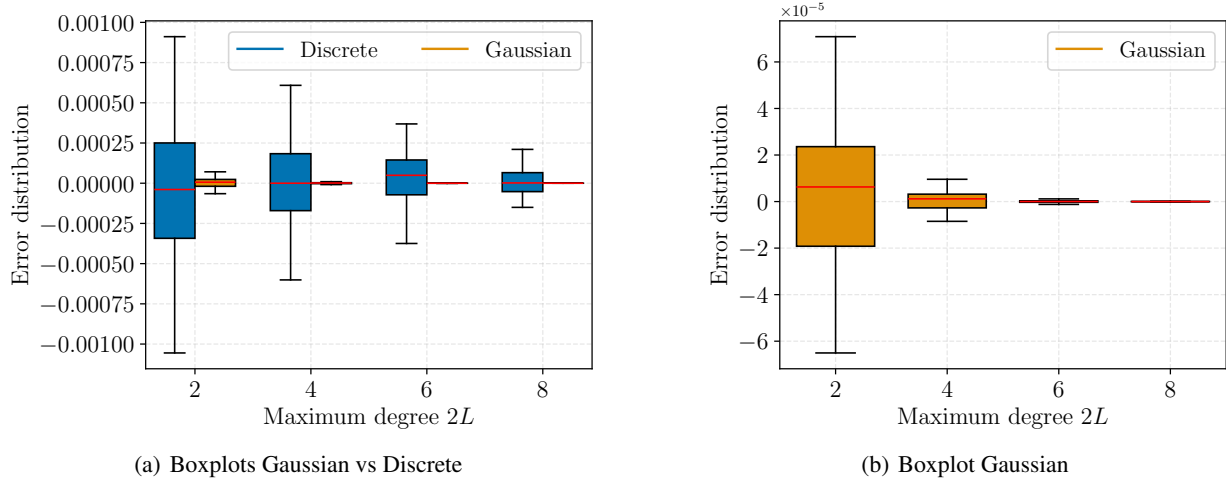 0.00100
0.00075
0.00050
0.00025
0.00000
−0.00025
−0.00050
−0.00075
−0.00100
Error distribution
Discrete
Gaussian
2
4
6
8
Maximum degree 2L
(a) Boxplots Gaussian vs Discrete
×10⁻⁵
6
4
2
0
−2
−4
−6
Error distribution
Gaussian
2
4
6
8
Maximum degree 2L
(b) Boxplot Gaussian